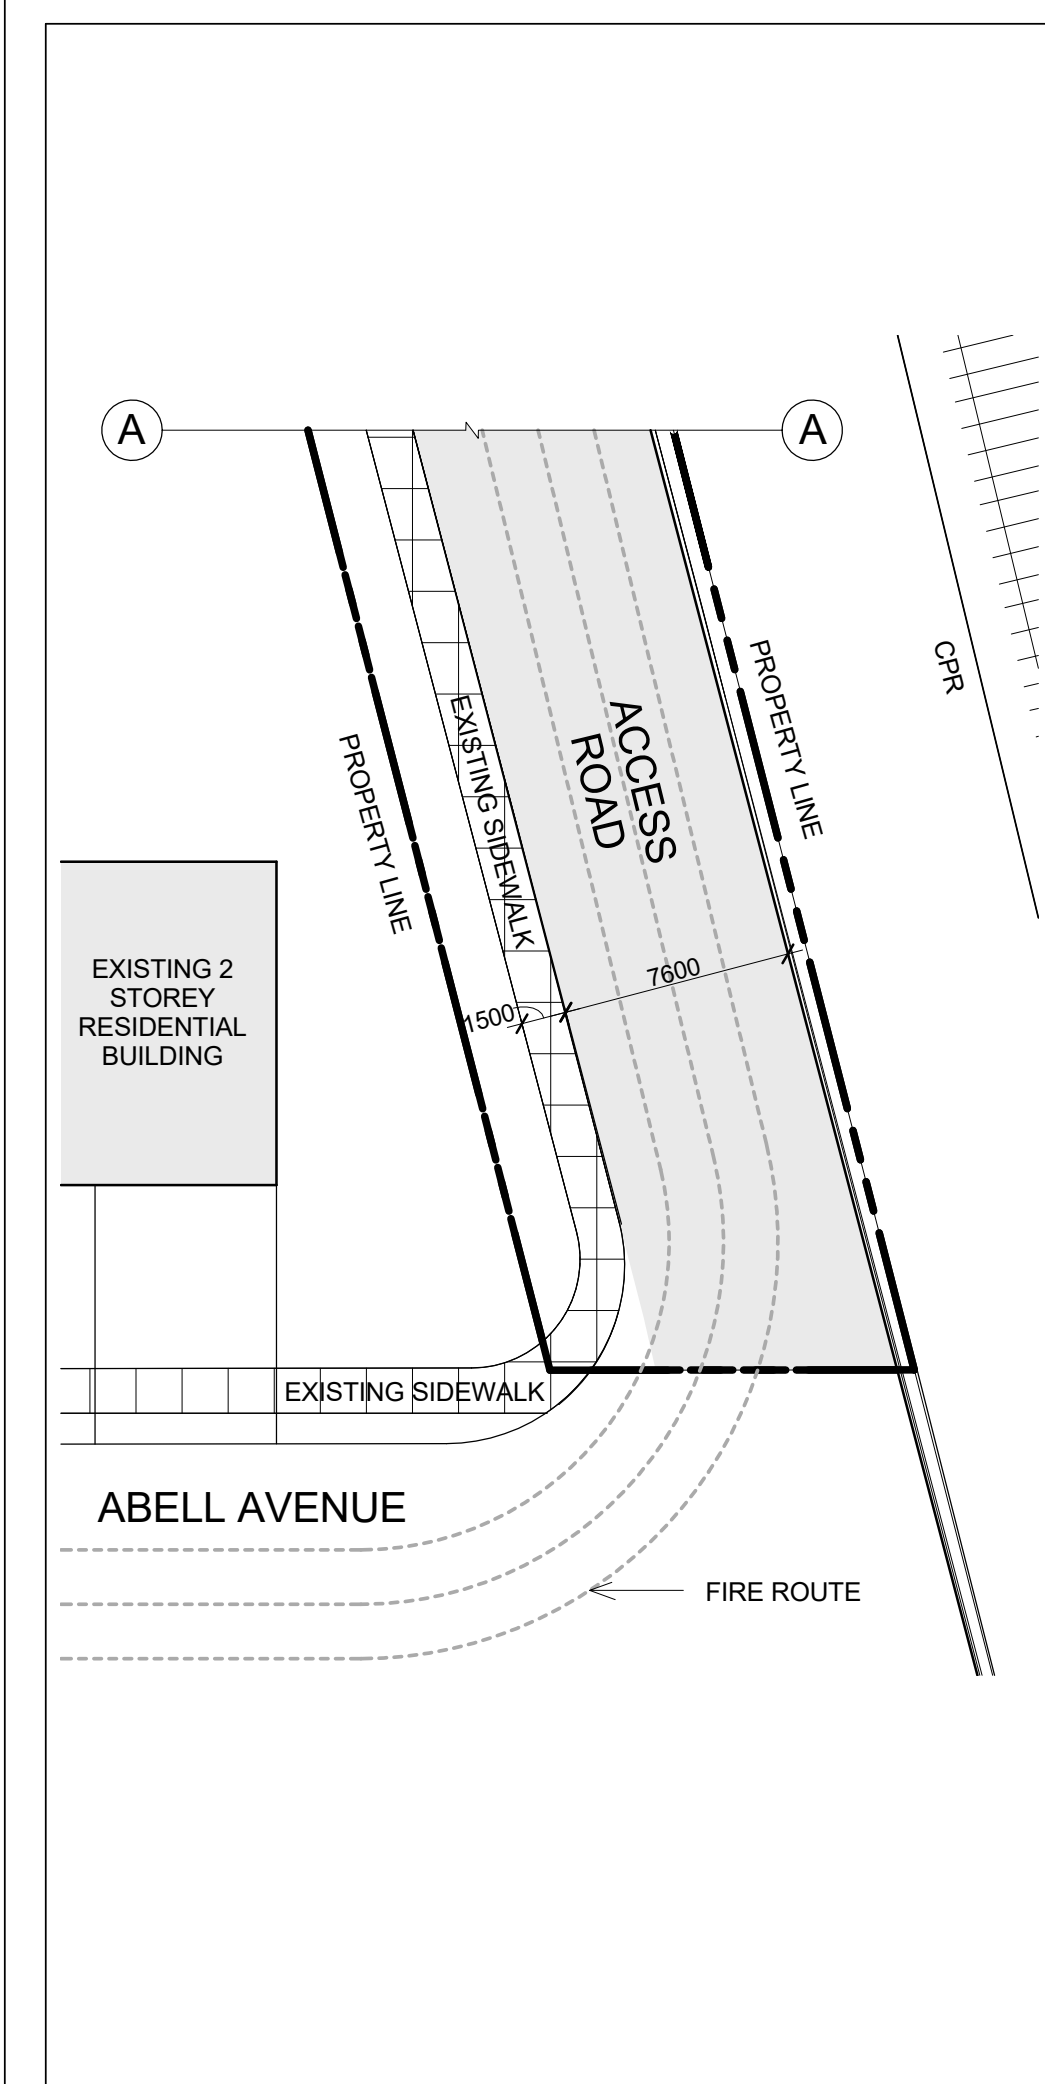 A
A
CPR
PROPERTY LINE
PROPERTY LINE
EXISTING SIDEWALK
ACCESS
ROAD
7600
1500
EXISTING 2
STOREY
RESIDENTIAL
BUILDING
EXISTING SIDEWALK
ABELL AVENUE
FIRE ROUTE